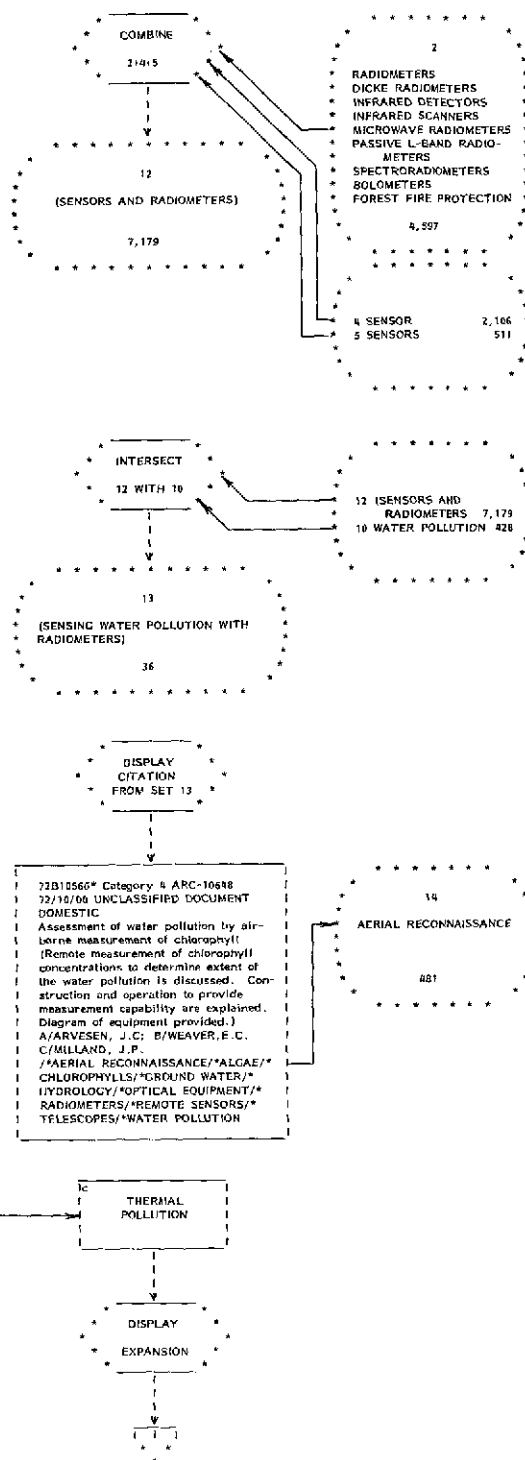 COMBINE
2+4+5
2
RADIOMETERS
DICKE RADIOMETERS
INFRARED DETECTORS
INFRARED SCANNERS
MICROWAVE RADIOMETERS
PASSIVE L-BAND RADIO-
METERS
SPECTRORADIOMETERS
BOLOMETERS
FOREST FIRE PROTECTION
4,597
12
(SENSORS AND RADIOMETERS)
7,179
4 SENSOR 2,106
5 SENSORS 511
INTERSECT
12 WITH 10
12 (SENSORS AND
RADIOMETERS 7,179
10 WATER POLLUTION 428
13
(SENSING WATER POLLUTION WITH
RADIOMETERS)
36
DISPLAY
CITATION
FROM SET 13
72B10566* Category 4 ARC-10648
72/10/00 UNCLASSIFIED DOCUMENT
DOMESTIC
Assessment of water pollution by air-
borne measurement of chlorophyll
(Remote measurement of chlorophyll
concentrations to determine extent of
the water pollution is discussed. Con-
struction and operation to provide
measurement capability are explained.
Diagram of equipment provided.)
A/ARVESEN, J.C; B/WEAVER,E.C.
C/MILLAND, J.P.
/*AERIAL RECONNAISSANCE/*ALGAE/*
CHLOROPHYLLS/*GROUND WATER/*
HYDROLOGY/*OPTICAL EQUIPMENT/*
RADIOMETERS/*REMOTE SENSORS/*
TELESCOPES/*WATER POLLUTION
14
AERIAL RECONNAISSANCE
481
c
THERMAL
POLLUTION
DISPLAY
EXPANSION